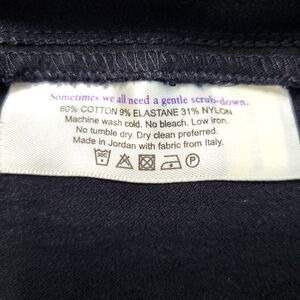 Sometimes we all need a gentle scrub-down.
60% COTTON 9% ELASTANE 31% NYLON
Machine wash cold. No bleach. Low iron.
No tumble dry. Dry clean preferred.
Made in Jordan with fabric from Italy.